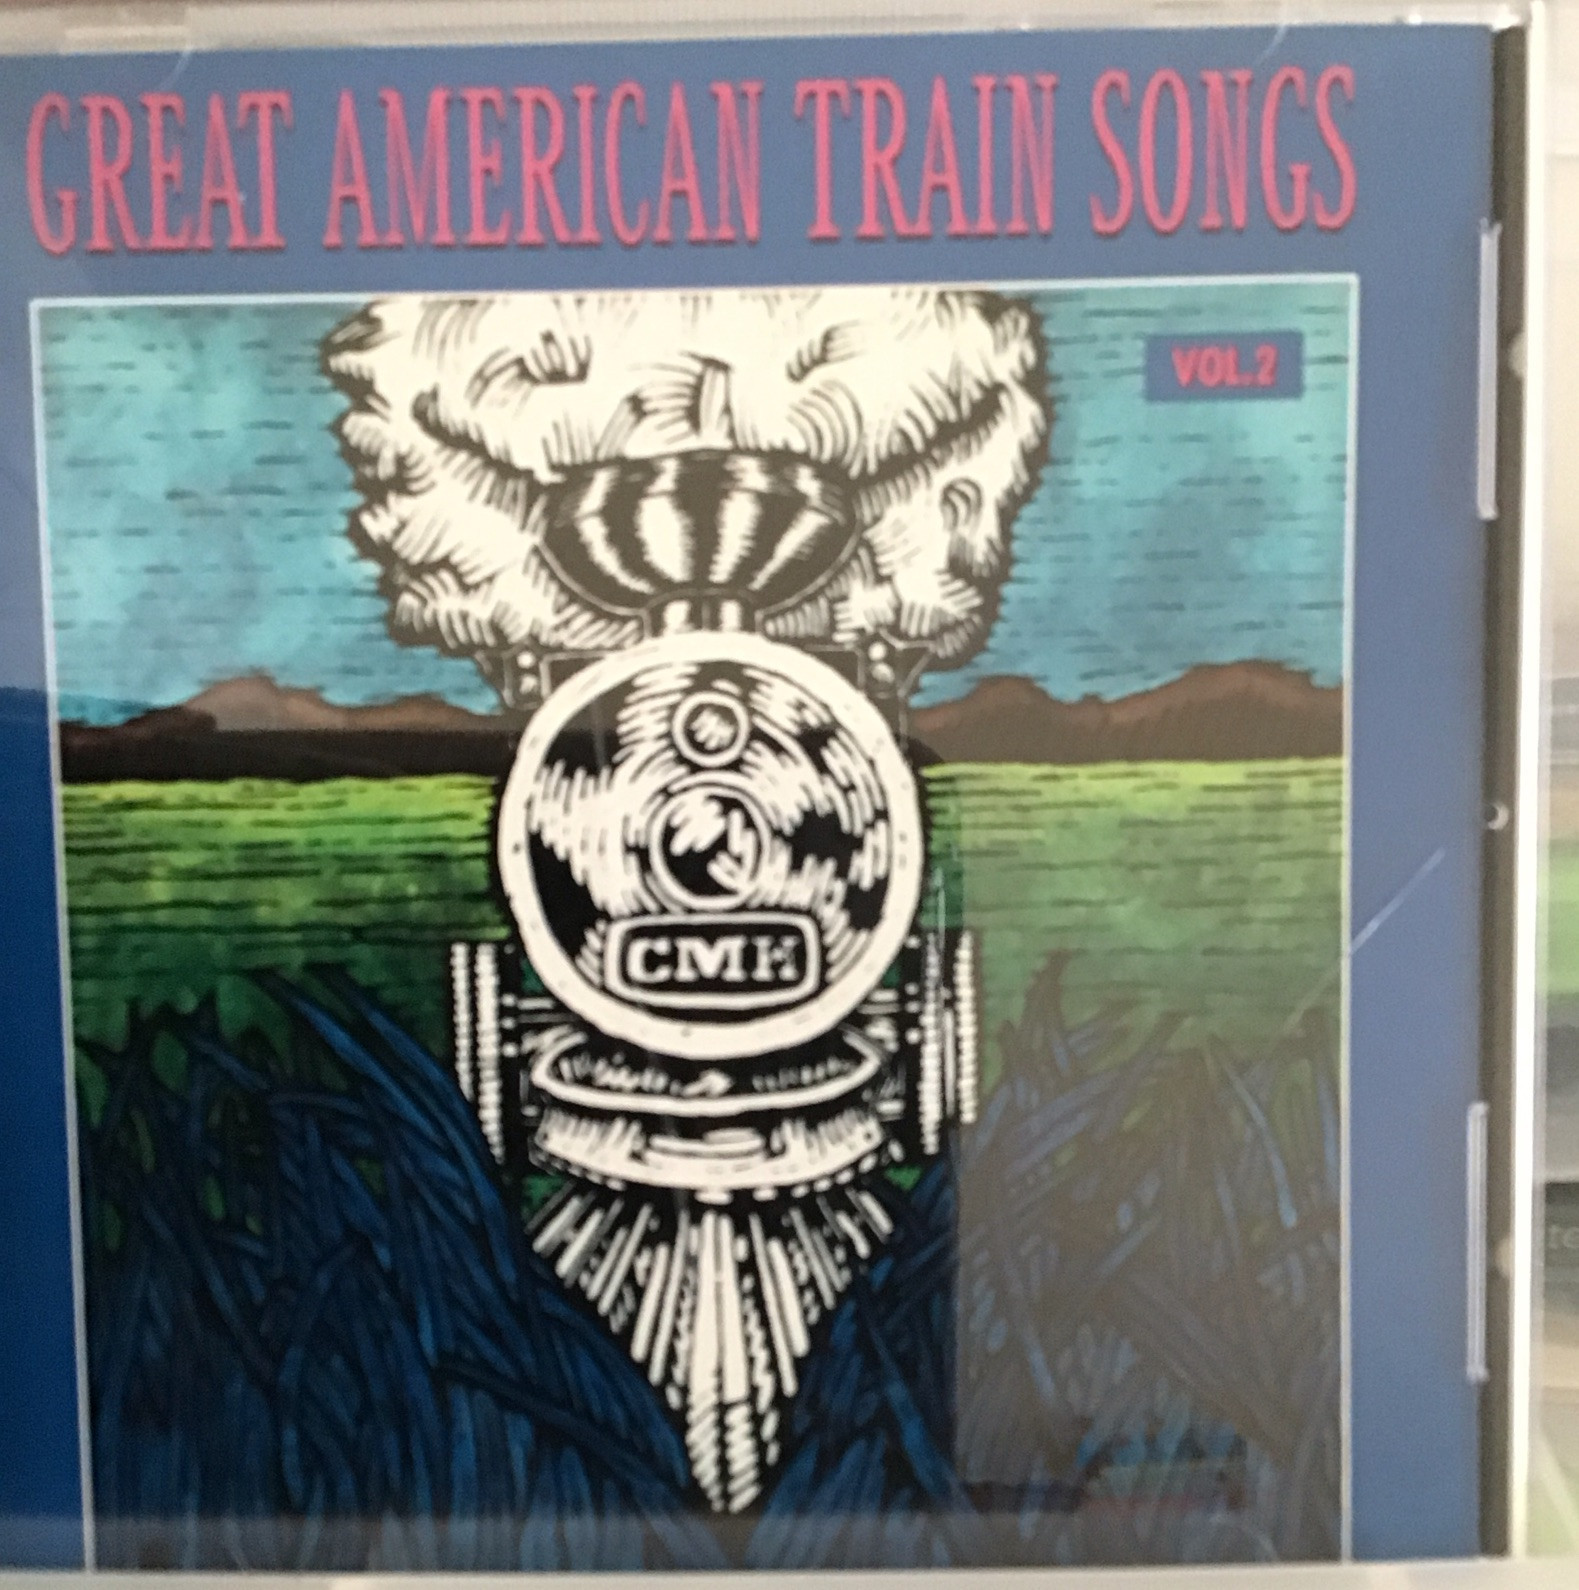 GREAT AMERICAN TRAIN SONGS
VOL.2
CMH